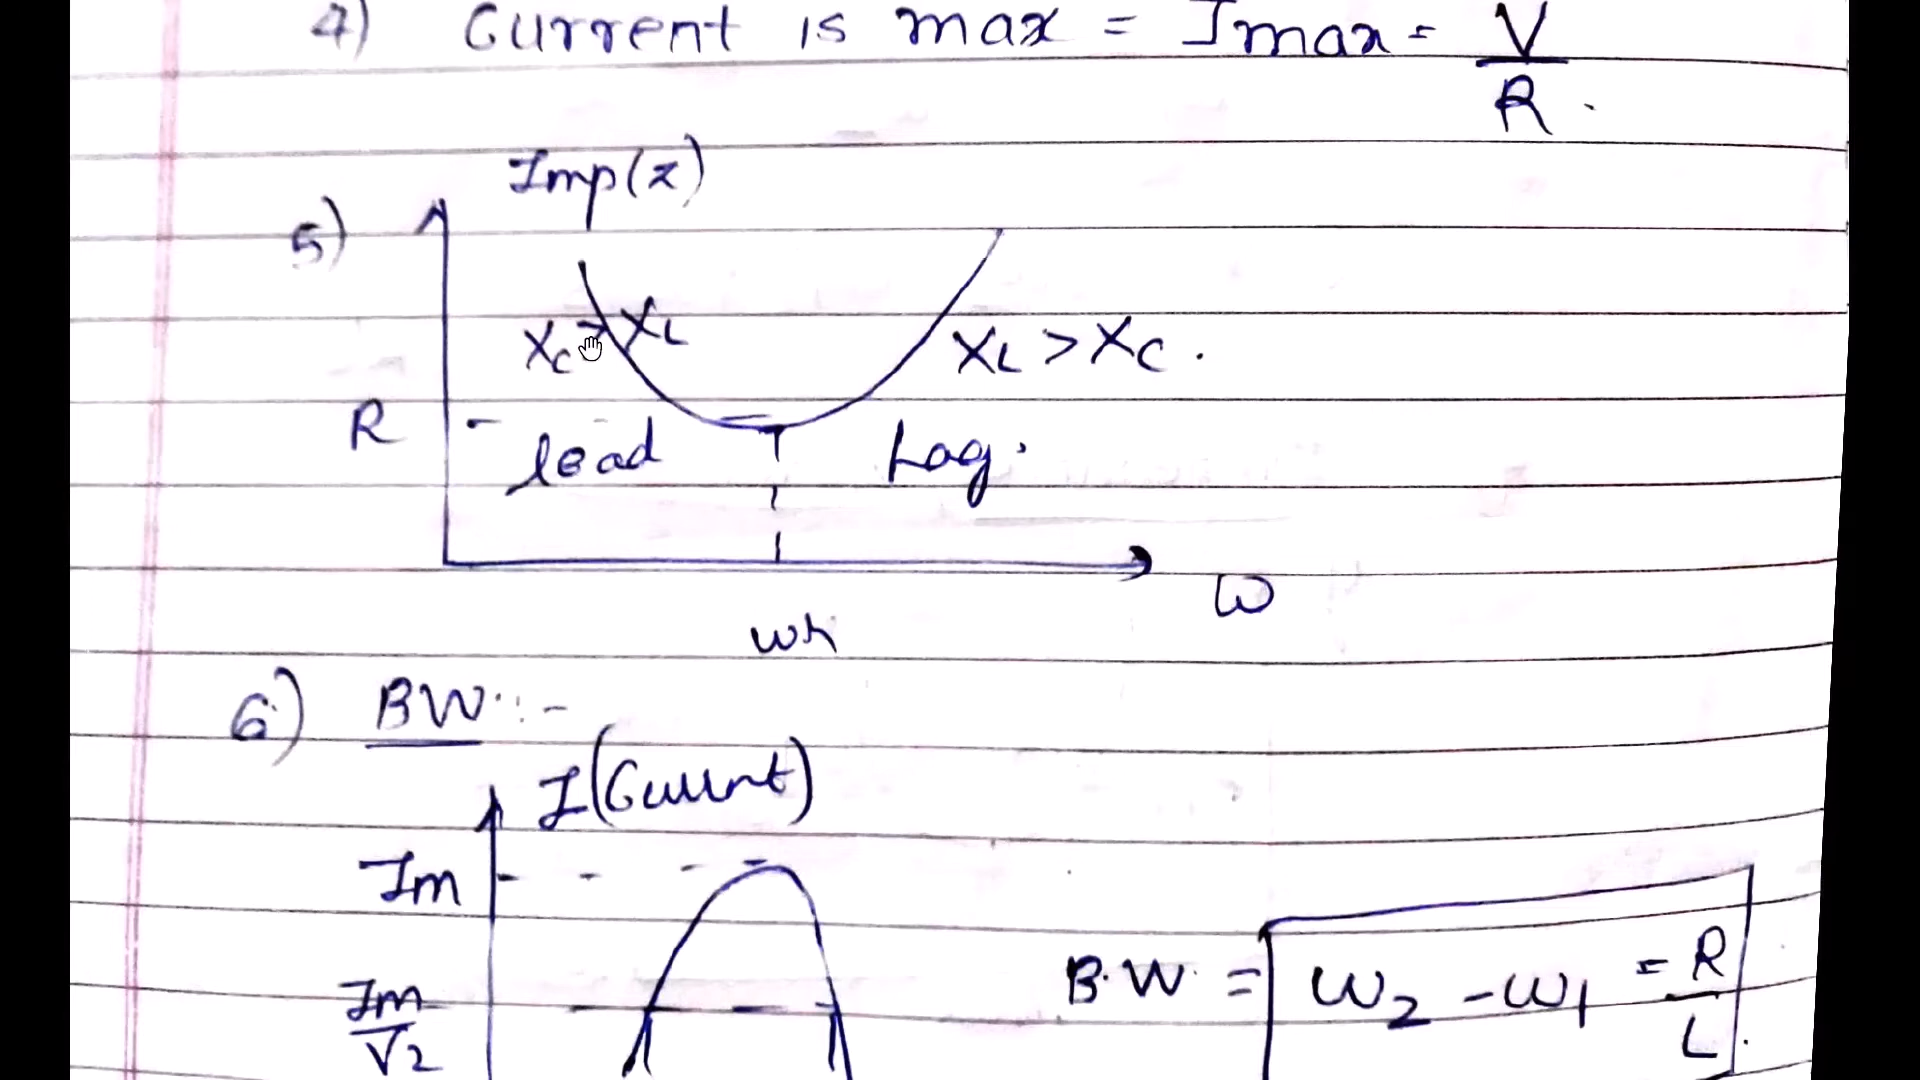 4) Current is max = Imax = V/R.
Imp(z)
5)
Xc > XL
XL > Xc.
R
lead
Lag.
ω
ωr
6) BW :-
I(Current)
Im
Im/√2
B.W = ω2 - ω1 = R/L.